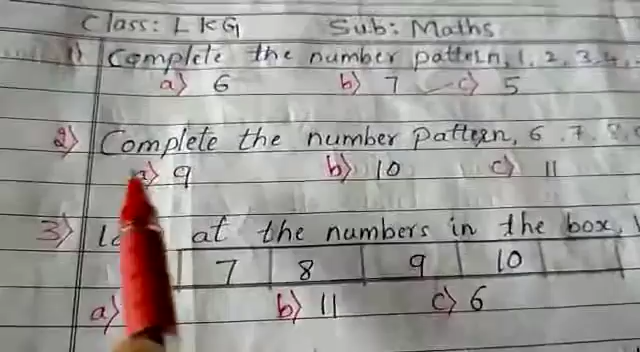 Class: LKG Sub: Maths
1) Complete the number pattern, 1, 2, 3, 4,
a) 6 b) 7 c) 5
2) Complete the number pattern, 6, 7, 8,
a) 9 b) 10 c) 11
3) at the numbers in the box,
7 8 9 10
a) b) 11 c) 6